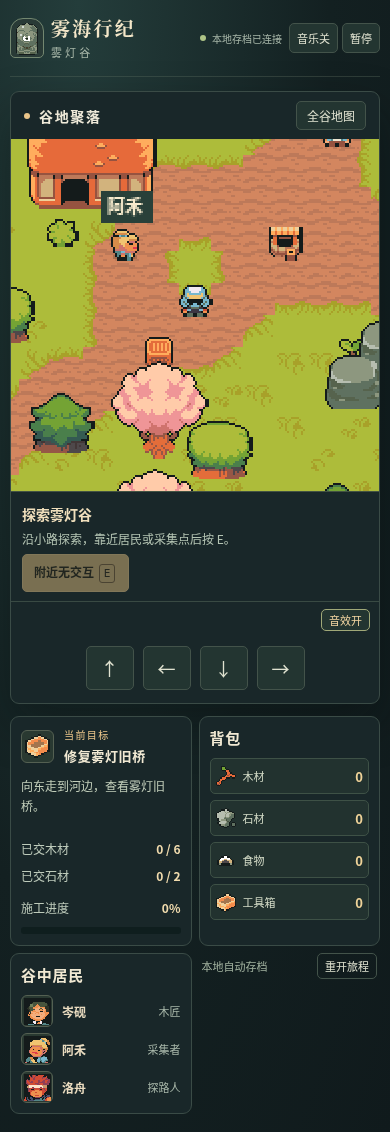 雾海行纪
雾灯谷
本地存档已连接
音乐关
暂停
谷地聚落
全谷地图
阿禾
探索雾灯谷
沿小路探索，靠近居民或采集点后按 E。
附近无交互 E
音效开
↑ ← ↓ →
当前目标
修复雾灯旧桥
向东走到河边，查看雾灯旧
桥。
已交木材 0 / 6
已交石材 0 / 2
施工进度 0%
背包
木材 0
石材 0
食物 0
工具箱 0
谷中居民
岑砚 木匠
阿禾 采集者
洛舟 探路人
本地自动存档
重开旅程